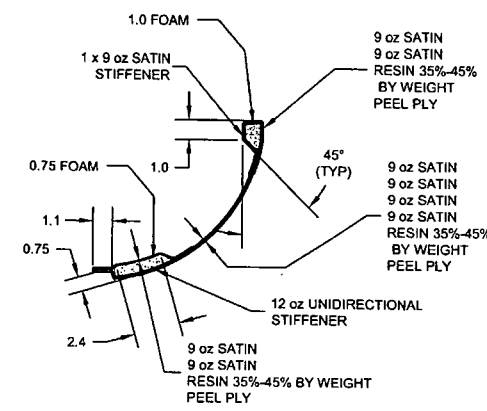 1.0 FOAM
9 oz SATIN
9 oz SATIN
RESIN 35%-45%
BY WEIGHT
PEEL PLY
1 x 9 oz SATIN
STIFFENER
1.0
45°
(TYP)
0.75 FOAM
9 oz SATIN
9 oz SATIN
9 oz SATIN
9 oz SATIN
RESIN 35%-45%
BY WEIGHT
PEEL PLY
1.1
0.75
12 oz UNIDIRECTIONAL
STIFFENER
2.4
9 oz SATIN
9 oz SATIN
RESIN 35%-45% BY WEIGHT
PEEL PLY